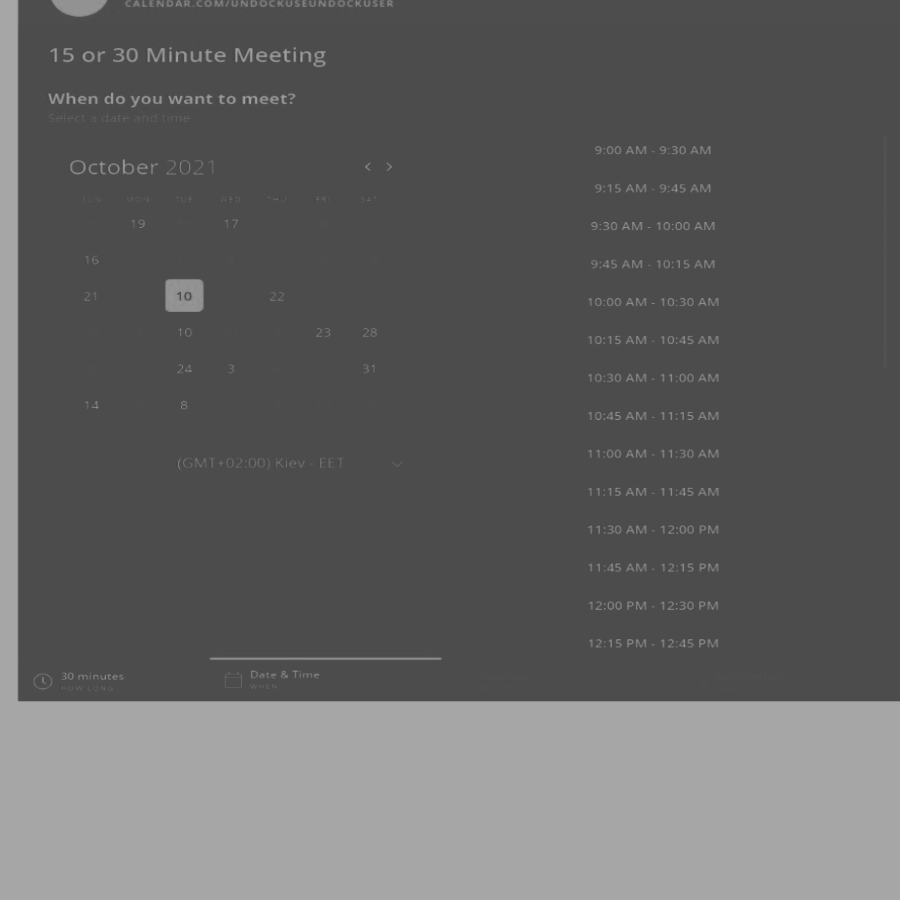 CALENDAR.COM/UNDOCKUSEUNDOCKUSER
15 or 30 Minute Meeting
When do you want to meet?
Select a date and time
October 2021 < >
SUN MON TUE WED THU FRI SAT
19 17
16
21 10 22
10 23 28
24 3 31
14 8
(GMT+02:00) Kiev - EET
9:00 AM - 9:30 AM
9:15 AM - 9:45 AM
9:30 AM - 10:00 AM
9:45 AM - 10:15 AM
10:00 AM - 10:30 AM
10:15 AM - 10:45 AM
10:30 AM - 11:00 AM
10:45 AM - 11:15 AM
11:00 AM - 11:30 AM
11:15 AM - 11:45 AM
11:30 AM - 12:00 PM
11:45 AM - 12:15 PM
12:00 PM - 12:30 PM
12:15 PM - 12:45 PM
30 minutes
HOW LONG
Date & Time
WHEN